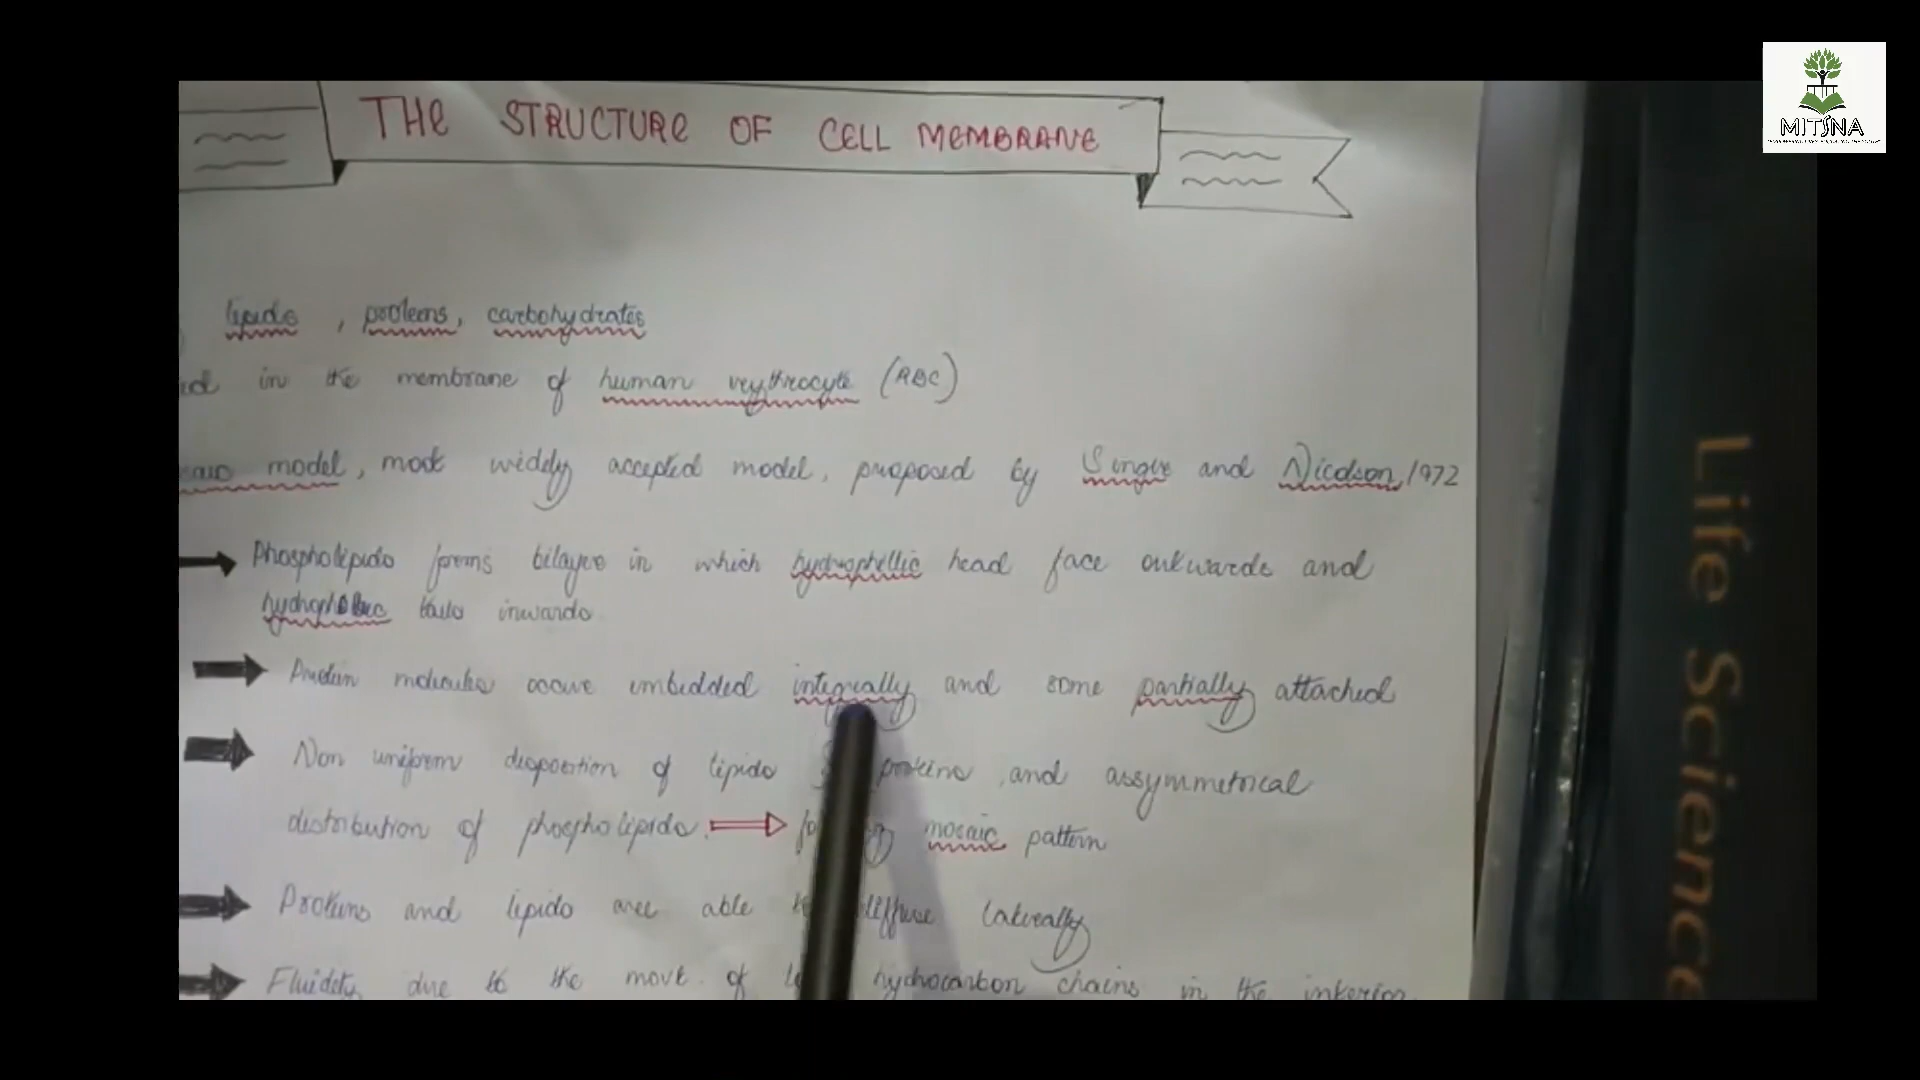 THE STRUCTURE OF CELL MEMBRANE
MITSNA
lipids , proteins, carbohydrates
in the membrane of human erythrocyte (RBC)
model, most widely accepted model, proposed by Singer and Nicolson, 1972
Phospholipids forms bilayer in which hydrophillic head face outwards and
hydrophobic tails inwards
Protein molecules occur embedded integrally and some partially attached
Non uniform disposition of lipids proteins and assymmetrical
distribution of phospholipids. mosaic pattern
Proteins and lipids are able diffuse laterally
Fluidity due to the movt. of hydrocarbon chains in the interior
Life Science